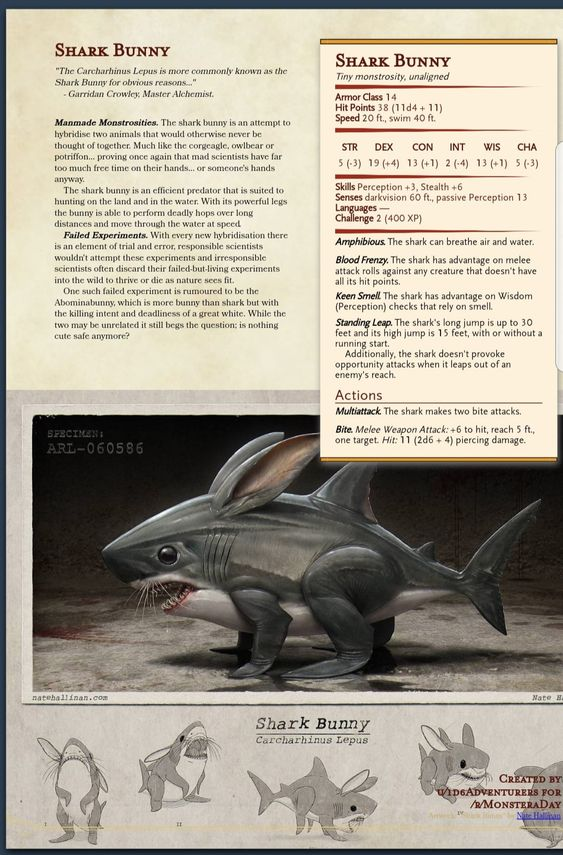 Shark Bunny
"The Carcharhinus Lepus is more commonly known as the
Shark Bunny for obvious reasons..."
- Garridan Crowley, Master Alchemist.
Manmade Monstrosities. The shark bunny is an attempt to
hybridise two animals that would otherwise never be
thought of together. Much like the corgeagle, owlbear or
potriffon... proving once again that mad scientists have far
too much free time on their hands... or someone's hands
anyway.
The shark bunny is an efficient predator that is suited to
hunting on the land and in the water. With its powerful legs
the bunny is able to perform deadly hops over long
distances and move through the water at speed.
Failed Experiments. With every new hybridisation there
is an element of trial and error, responsible scientists
wouldn't attempt these experiments and irresponsible
scientists often discard their failed-but-living experiments
into the wild to thrive or die as nature sees fit.
One such failed experiment is rumoured to be the
Abominabunny, which is more bunny than shark but with
the killing intent and deadliness of a great white. While the
two may be unrelated it still begs the question; is nothing
cute safe anymore?
Shark Bunny
Tiny monstrosity, unaligned
Armor Class 14
Hit Points 38 (11d4 + 11)
Speed 20 ft., swim 40 ft.
STR DEX CON INT WIS CHA
5 (-3) 19 (+4) 13 (+1) 2 (-4) 13 (+1) 5 (-3)
Skills Perception +3, Stealth +6
Senses darkvision 60 ft., passive Perception 13
Languages —
Challenge 2 (400 XP)
Amphibious. The shark can breathe air and water.
Blood Frenzy. The shark has advantage on melee
attack rolls against any creature that doesn't have
all its hit points.
Keen Smell. The shark has advantage on Wisdom
(Perception) checks that rely on smell.
Standing Leap. The shark's long jump is up to 30
feet and its high jump is 15 feet, with or without a
running start.
Additionally, the shark doesn't provoke
opportunity attacks when it leaps out of an
enemy's reach.
Actions
Multiattack. The shark makes two bite attacks.
Bite. Melee Weapon Attack: +6 to hit, reach 5 ft.,
one target. Hit: 11 (2d6 + 4) piercing damage.
SPECIMEN:
ARL-060586
natehallinan.com
Nate Ha
Shark Bunny
Carcharhinus Lepus
I
II
IV
Created by
u/1d6Adventurers for
/r/MonsteraDay
Artwork: "Shark Bunny" by Nate Hallinan